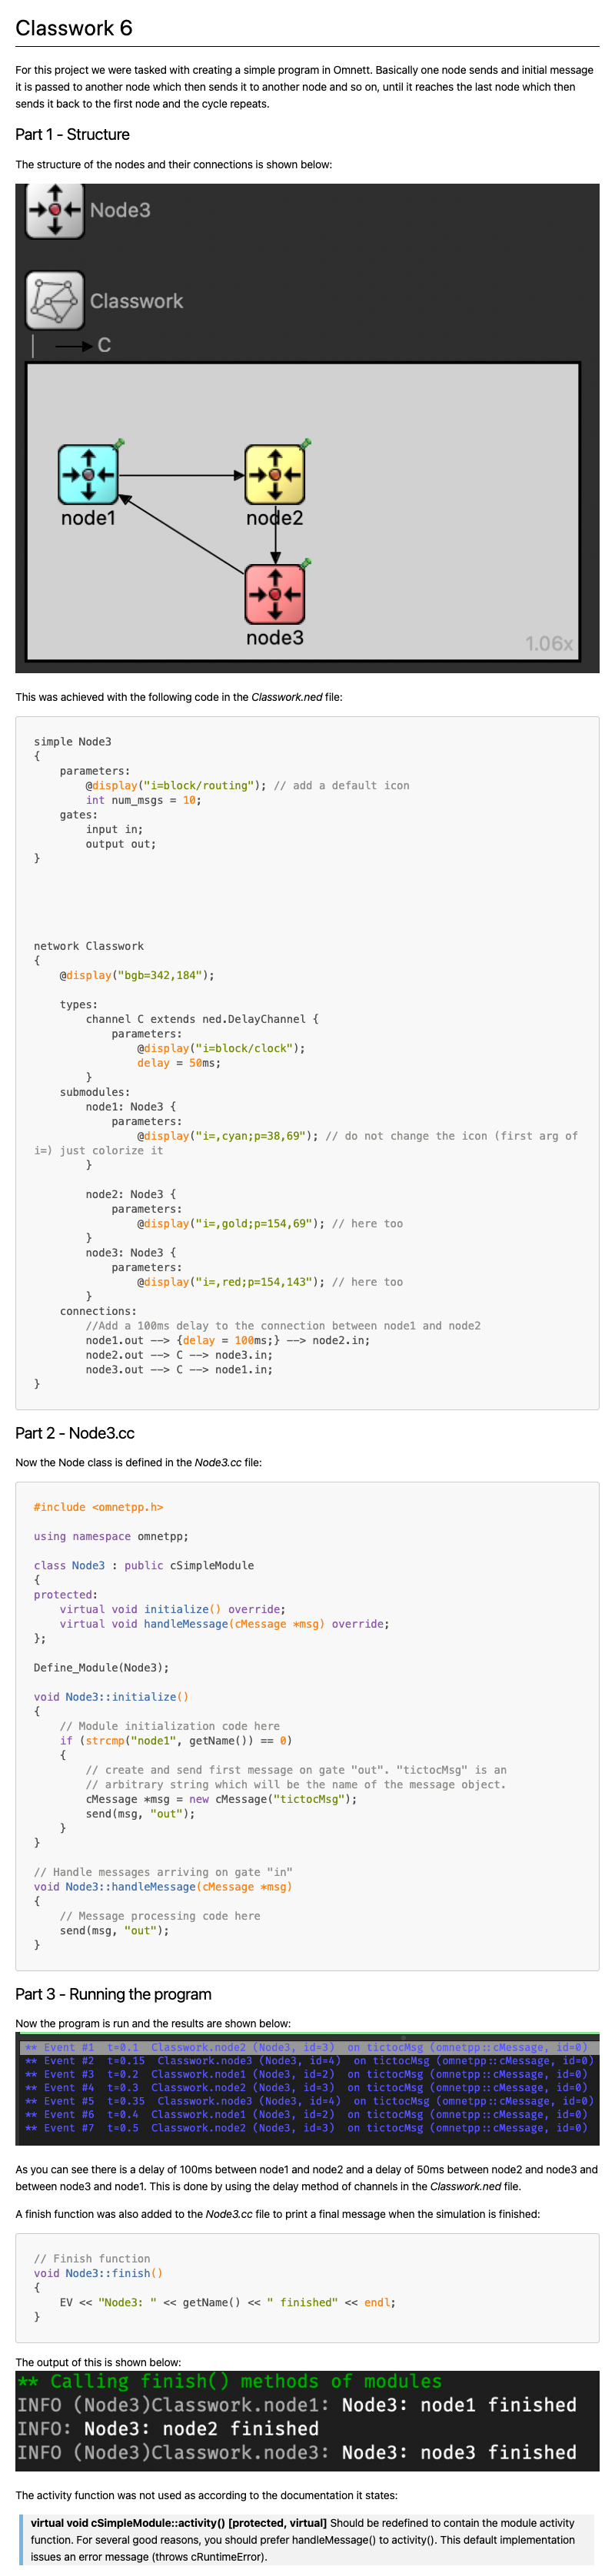 Classwork 6
For this project we were tasked with creating a simple program in Omnett. Basically one node sends and initial message
it is passed to another node which then sends it to another node and so on, until it reaches the last node which then
sends it back to the first node and the cycle repeats.
Part 1 - Structure
The structure of the nodes and their connections is shown below:
Node3
Classwork
C
node1
node2
node3
1.06x
This was achieved with the following code in the Classwork.ned file:
simple Node3
{
    parameters:
        @display("i=block/routing"); // add a default icon
        int num_msgs = 10;
    gates:
        input in;
        output out;
}
network Classwork
{
    @display("bgb=342,184");
    types:
        channel C extends ned.DelayChannel {
            parameters:
                @display("i=block/clock");
                delay = 50ms;
        }
    submodules:
        node1: Node3 {
            parameters:
                @display("i=,cyan;p=38,69"); // do not change the icon (first arg of
i=) just colorize it
        }
        node2: Node3 {
            parameters:
                @display("i=,gold;p=154,69"); // here too
        }
        node3: Node3 {
            parameters:
                @display("i=,red;p=154,143"); // here too
        }
    connections:
        //Add a 100ms delay to the connection between node1 and node2
        node1.out --> {delay = 100ms;} --> node2.in;
        node2.out --> C --> node3.in;
        node3.out --> C --> node1.in;
}
Part 2 - Node3.cc
Now the Node class is defined in the Node3.cc file:
#include <omnetpp.h>
using namespace omnetpp;
class Node3 : public cSimpleModule
{
protected:
    virtual void initialize() override;
    virtual void handleMessage(cMessage *msg) override;
};
Define_Module(Node3);
void Node3::initialize()
{
    // Module initialization code here
    if (strcmp("node1", getName()) == 0)
    {
        // create and send first message on gate "out". "tictocMsg" is an
        // arbitrary string which will be the name of the message object.
        cMessage *msg = new cMessage("tictocMsg");
        send(msg, "out");
    }
}
// Handle messages arriving on gate "in"
void Node3::handleMessage(cMessage *msg)
{
    // Message processing code here
    send(msg, "out");
}
Part 3 - Running the program
Now the program is run and the results are shown below:
** Event #1  t=0.1  Classwork.node2 (Node3, id=3)  on tictocMsg (omnetpp::cMessage, id=0)
** Event #2  t=0.15  Classwork.node3 (Node3, id=4)  on tictocMsg (omnetpp::cMessage, id=0)
** Event #3  t=0.2  Classwork.node1 (Node3, id=2)  on tictocMsg (omnetpp::cMessage, id=0)
** Event #4  t=0.3  Classwork.node2 (Node3, id=3)  on tictocMsg (omnetpp::cMessage, id=0)
** Event #5  t=0.35  Classwork.node3 (Node3, id=4)  on tictocMsg (omnetpp::cMessage, id=0)
** Event #6  t=0.4  Classwork.node1 (Node3, id=2)  on tictocMsg (omnetpp::cMessage, id=0)
** Event #7  t=0.5  Classwork.node2 (Node3, id=3)  on tictocMsg (omnetpp::cMessage, id=0)
As you can see there is a delay of 100ms between node1 and node2 and a delay of 50ms between node2 and node3 and
between node3 and node1. This is done by using the delay method of channels in the Classwork.ned file.
A finish function was also added to the Node3.cc file to print a final message when the simulation is finished:
// Finish function
void Node3::finish()
{
    EV << "Node3: " << getName() << " finished" << endl;
}
The output of this is shown below:
** Calling finish() methods of modules
INFO (Node3)Classwork.node1: Node3: node1 finished
INFO: Node3: node2 finished
INFO (Node3)Classwork.node3: Node3: node3 finished
The activity function was not used as according to the documentation it states:
virtual void cSimpleModule::activity() [protected, virtual] Should be redefined to contain the module activity
function. For several good reasons, you should prefer handleMessage() to activity(). This default implementation
issues an error message (throws cRuntimeError).